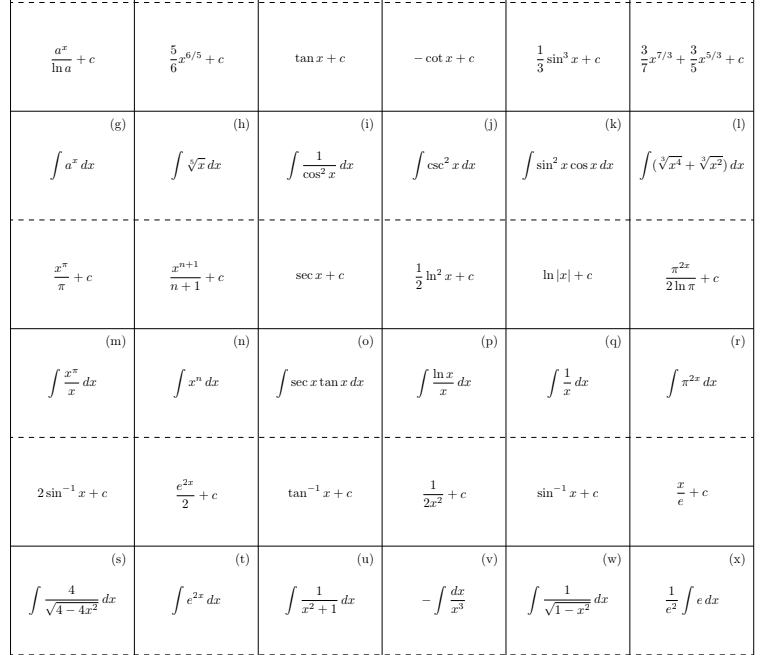 $\frac{a^x}{\ln a} + c$ $\frac{5}{6}x^{6/5} + c$ $\tan x + c$ $-\cot x + c$ $\frac{1}{3}\sin^3 x + c$ $\frac{3}{7}x^{7/3} + \frac{3}{5}x^{5/3} + c$
(g) (h) (i) (j) (k) (l)
$\int a^x\,dx$ $\int \sqrt[5]{x}\,dx$ $\int \frac{1}{\cos^2 x}\,dx$ $\int \csc^2 x\,dx$ $\int \sin^2 x \cos x\,dx$ $\int (\sqrt[3]{x^4} + \sqrt[3]{x^2})\,dx$
$\frac{x^\pi}{\pi} + c$ $\frac{x^{n+1}}{n+1} + c$ $\sec x + c$ $\frac{1}{2}\ln^2 x + c$ $\ln|x| + c$ $\frac{\pi^{2x}}{2\ln \pi} + c$
(m) (n) (o) (p) (q) (r)
$\int \frac{x^\pi}{x}\,dx$ $\int x^n\,dx$ $\int \sec x \tan x\,dx$ $\int \frac{\ln x}{x}\,dx$ $\int \frac{1}{x}\,dx$ $\int \pi^{2x}\,dx$
$2\sin^{-1} x + c$ $\frac{e^{2x}}{2} + c$ $\tan^{-1} x + c$ $\frac{1}{2x^2} + c$ $\sin^{-1} x + c$ $\frac{x}{e} + c$
(s) (t) (u) (v) (w) (x)
$\int \frac{4}{\sqrt{4-4x^2}}\,dx$ $\int e^{2x}\,dx$ $\int \frac{1}{x^2+1}\,dx$ $-\int \frac{dx}{x^3}$ $\int \frac{1}{\sqrt{1-x^2}}\,dx$ $\frac{1}{e^2}\int e\,dx$